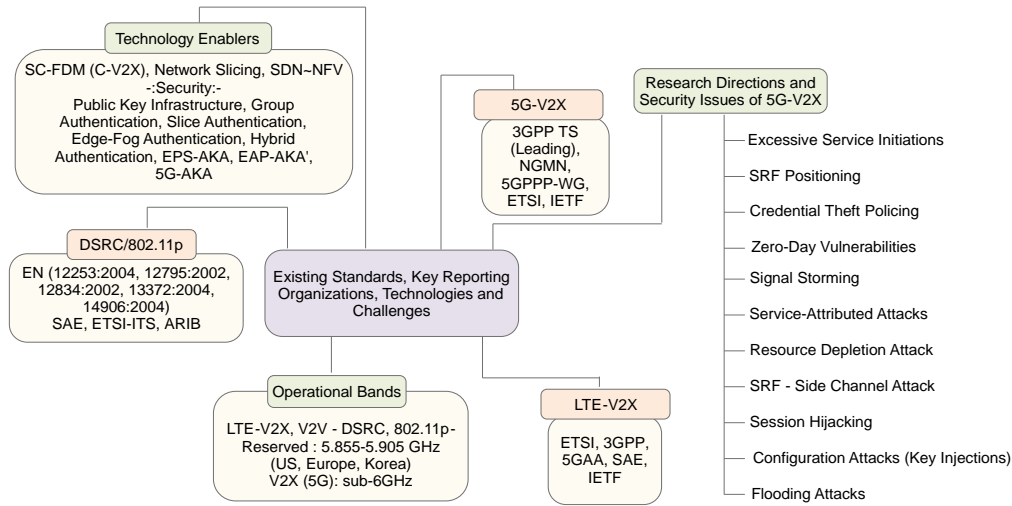 Technology Enablers
SC-FDM (C-V2X), Network Slicing, SDN~NFV
-:Security:-
Public Key Infrastructure, Group
Authentication, Slice Authentication,
Edge-Fog Authentication, Hybrid
Authentication, EPS-AKA, EAP-AKA',
5G-AKA
DSRC/802.11p
EN (12253:2004, 12795:2002,
12834:2002, 13372:2004,
14906:2004)
SAE, ETSI-ITS, ARIB
Existing Standards, Key Reporting
Organizations, Technologies and
Challenges
Operational Bands
LTE-V2X, V2V - DSRC, 802.11p-
Reserved : 5.855-5.905 GHz
(US, Europe, Korea)
V2X (5G): sub-6GHz
5G-V2X
3GPP TS
(Leading),
NGMN,
5GPPP-WG,
ETSI, IETF
LTE-V2X
ETSI, 3GPP,
5GAA, SAE,
IETF
Research Directions and
Security Issues of 5G-V2X
Excessive Service Initiations
SRF Positioning
Credential Theft Policing
Zero-Day Vulnerabilities
Signal Storming
Service-Attributed Attacks
Resource Depletion Attack
SRF - Side Channel Attack
Session Hijacking
Configuration Attacks (Key Injections)
Flooding Attacks